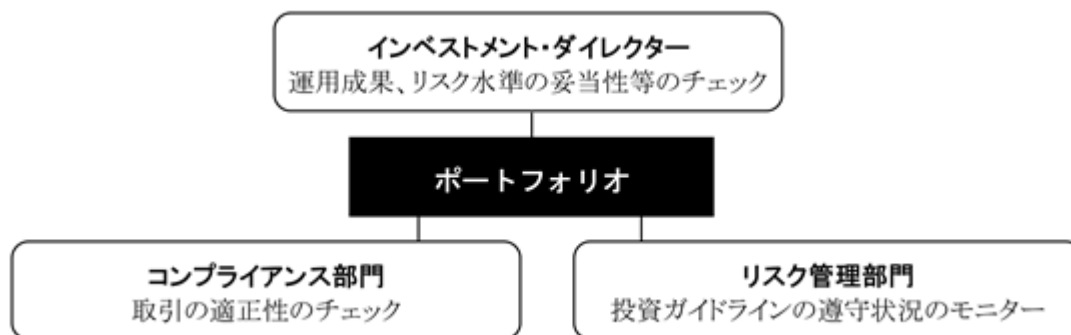 インベストメント・ダイレクター
運用成果、リスク水準の妥当性等のチェック
ポートフォリオ
コンプライアンス部門
取引の適正性のチェック
リスク管理部門
投資ガイドラインの遵守状況のモニター